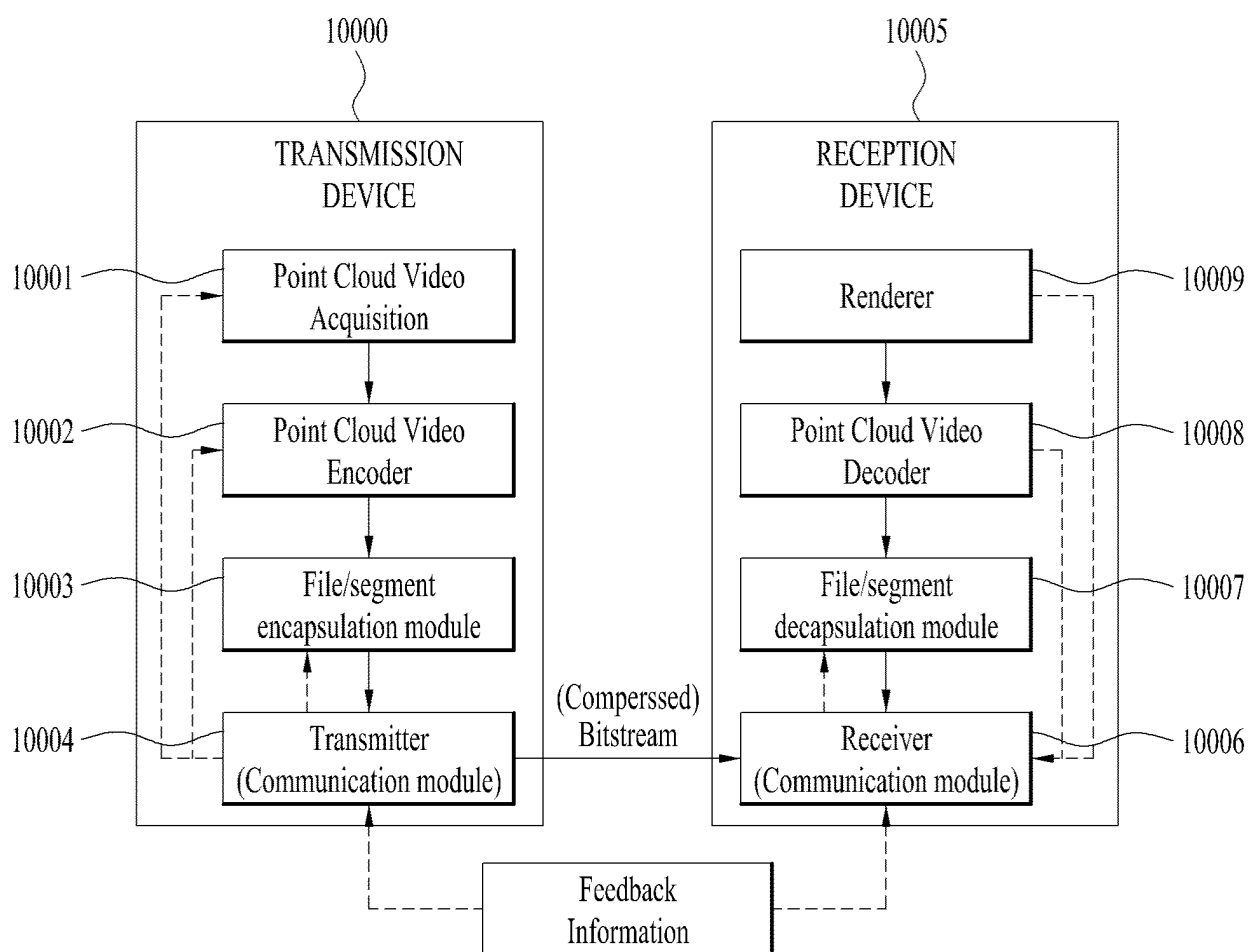 10000
10005
TRANSMISSION
DEVICE
RECEPTION
DEVICE
10001
Point Cloud Video
Acquisition
Renderer
10009
10002
Point Cloud Video
Encoder
Point Cloud Video
Decoder
10008
10003
File/segment
encapsulation module
File/segment
decapsulation module
10007
(Comperssed)
Bitstream
10004
Transmitter
(Communication module)
Receiver
(Communication module)
10006
Feedback
Information